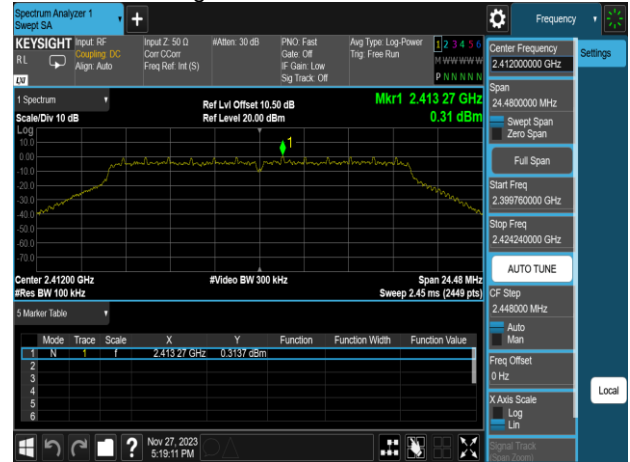 Spectrum Analyzer 1
Swept SA
Frequency
KEYSIGHT
RL
Input: RF
Coupling: DC
Align: Auto
Input Z: 50 Ω
Corr CCorr
Freq Ref: Int (S)
#Atten: 30 dB
PNO: Fast
Gate: Off
IF Gain: Low
Sig Track: Off
Avg Type: Log-Power
Trig: Free Run
1 2 3 4 5 6
M W W W W W
P N N N N N
LXI
1 Spectrum
Scale/Div 10 dB
Ref Lvl Offset 10.50 dB
Ref Level 20.00 dBm
Mkr1 2.413 27 GHz
0.31 dBm
Log
10.0
0.00
-10.0
-20.0
-30.0
-40.0
-50.0
-60.0
-70.0
1
Center 2.41200 GHz
#Res BW 100 kHz
#Video BW 300 kHz
Span 24.48 MHz
Sweep 2.45 ms (2449 pts)
5 Marker Table
Mode Trace Scale X Y Function Function Width Function Value
1 N 1 f 2.413 27 GHz 0.3137 dBm
2
3
4
5
6
Nov 27, 2023
5:19:11 PM
Center Frequency
2.412000000 GHz
Settings
Span
24.4800000 MHz
Swept Span
Zero Span
Full Span
Start Freq
2.399760000 GHz
Stop Freq
2.424240000 GHz
AUTO TUNE
CF Step
2.448000 MHz
Auto
Man
Freq Offset
0 Hz
X Axis Scale
Log
Lin
Local
Signal Track
(Span Zoom)